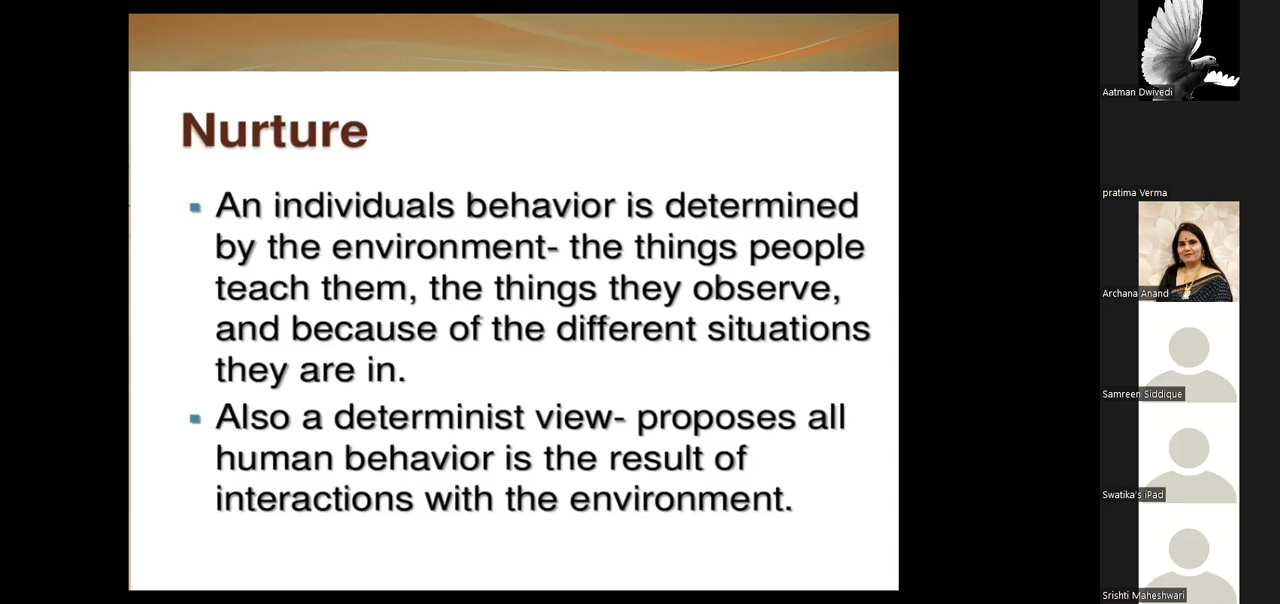 Nurture
An individuals behavior is determined
by the environment- the things people
teach them, the things they observe,
and because of the different situations
they are in.
Also a determinist view- proposes all
human behavior is the result of
interactions with the environment.
Aatman Dwivedi
pratima Verma
Archana Anand
Samreen Siddique
Swatika's iPad
Srishti Maheshwari